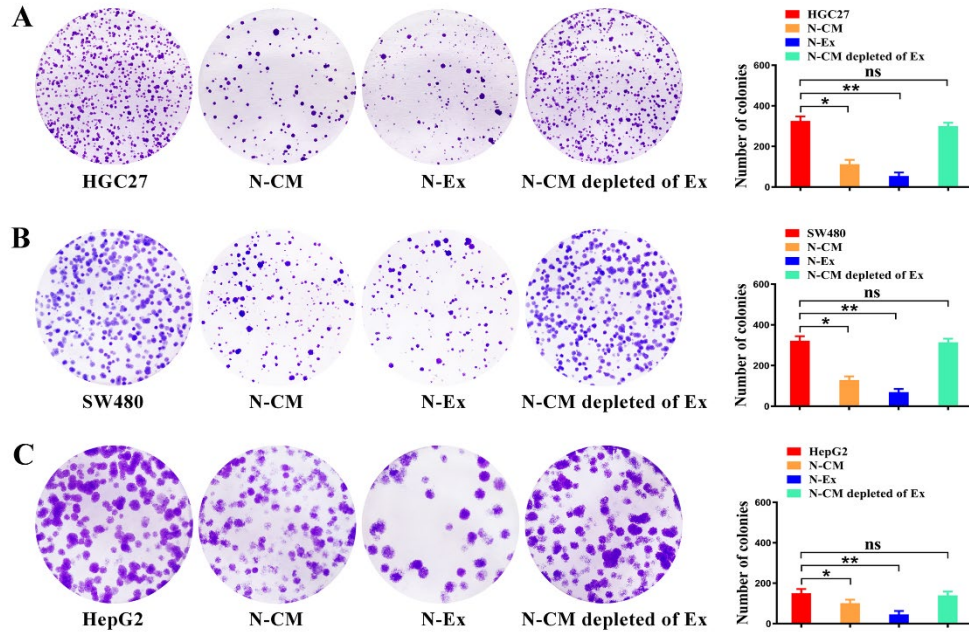 A
HGC27
N-CM
N-Ex
N-CM depleted of Ex
HGC27
N-CM
N-Ex
N-CM depleted of Ex
Number of colonies
600
400
200
0
ns
**
*
B
SW480
N-CM
N-Ex
N-CM depleted of Ex
SW480
N-CM
N-Ex
N-CM depleted of Ex
Number of colonies
600
400
200
0
ns
**
*
C
HepG2
N-CM
N-Ex
N-CM depleted of Ex
HepG2
N-CM
N-Ex
N-CM depleted of Ex
Number of colonies
600
400
200
0
ns
**
*